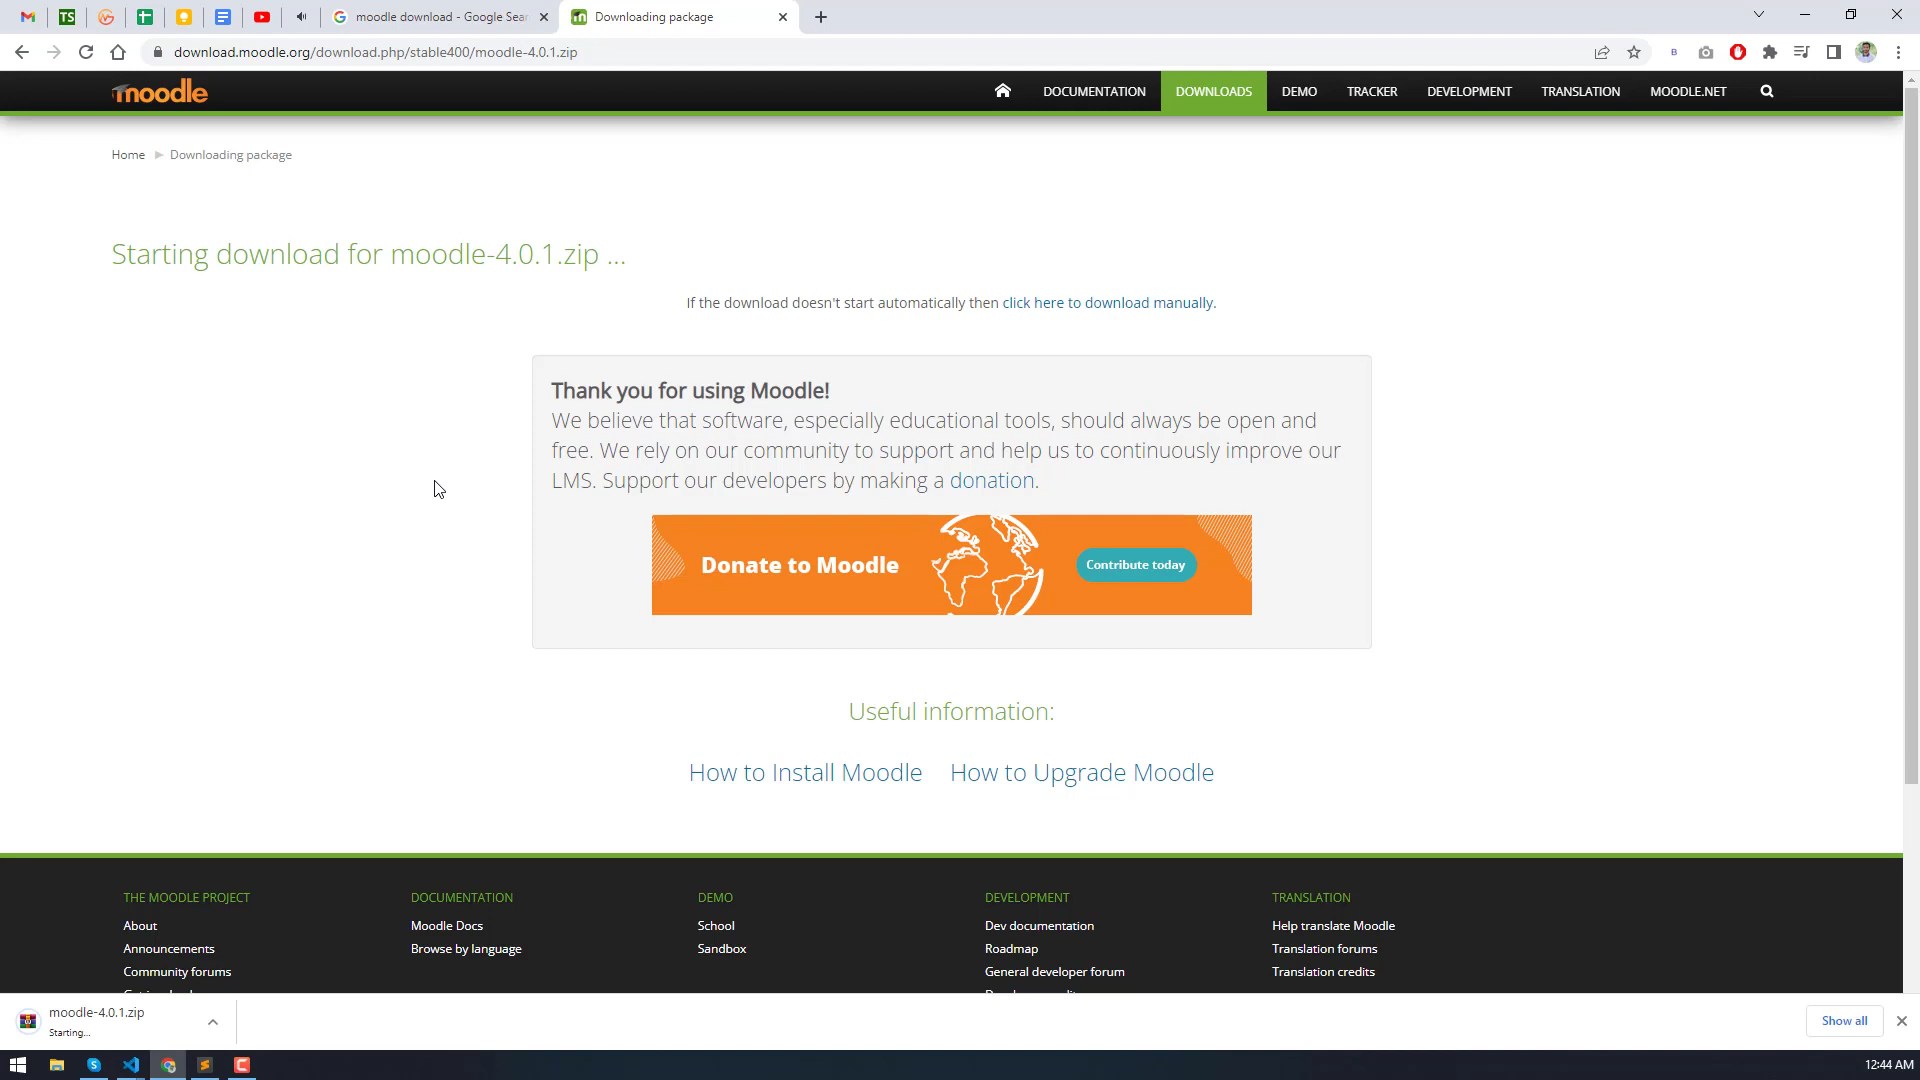 moodle download - Google Sear
Downloading package
download.moodle.org/download.php/stable400/moodle-4.0.1.zip
moodle
DOCUMENTATION
DOWNLOADS
DEMO
TRACKER
DEVELOPMENT
TRANSLATION
MOODLE.NET
Home
Downloading package
Starting download for moodle-4.0.1.zip ...
If the download doesn't start automatically then click here to download manually.
Thank you for using Moodle!
We believe that software, especially educational tools, should always be open and
free. We rely on our community to support and help us to continuously improve our
LMS. Support our developers by making a donation.
Donate to Moodle
Contribute today
Useful information:
How to Install Moodle
How to Upgrade Moodle
THE MOODLE PROJECT
About
Announcements
Community forums
DOCUMENTATION
Moodle Docs
Browse by language
DEMO
School
Sandbox
DEVELOPMENT
Dev documentation
Roadmap
General developer forum
TRANSLATION
Help translate Moodle
Translation forums
Translation credits
moodle-4.0.1.zip
Starting...
Show all
12:44 AM